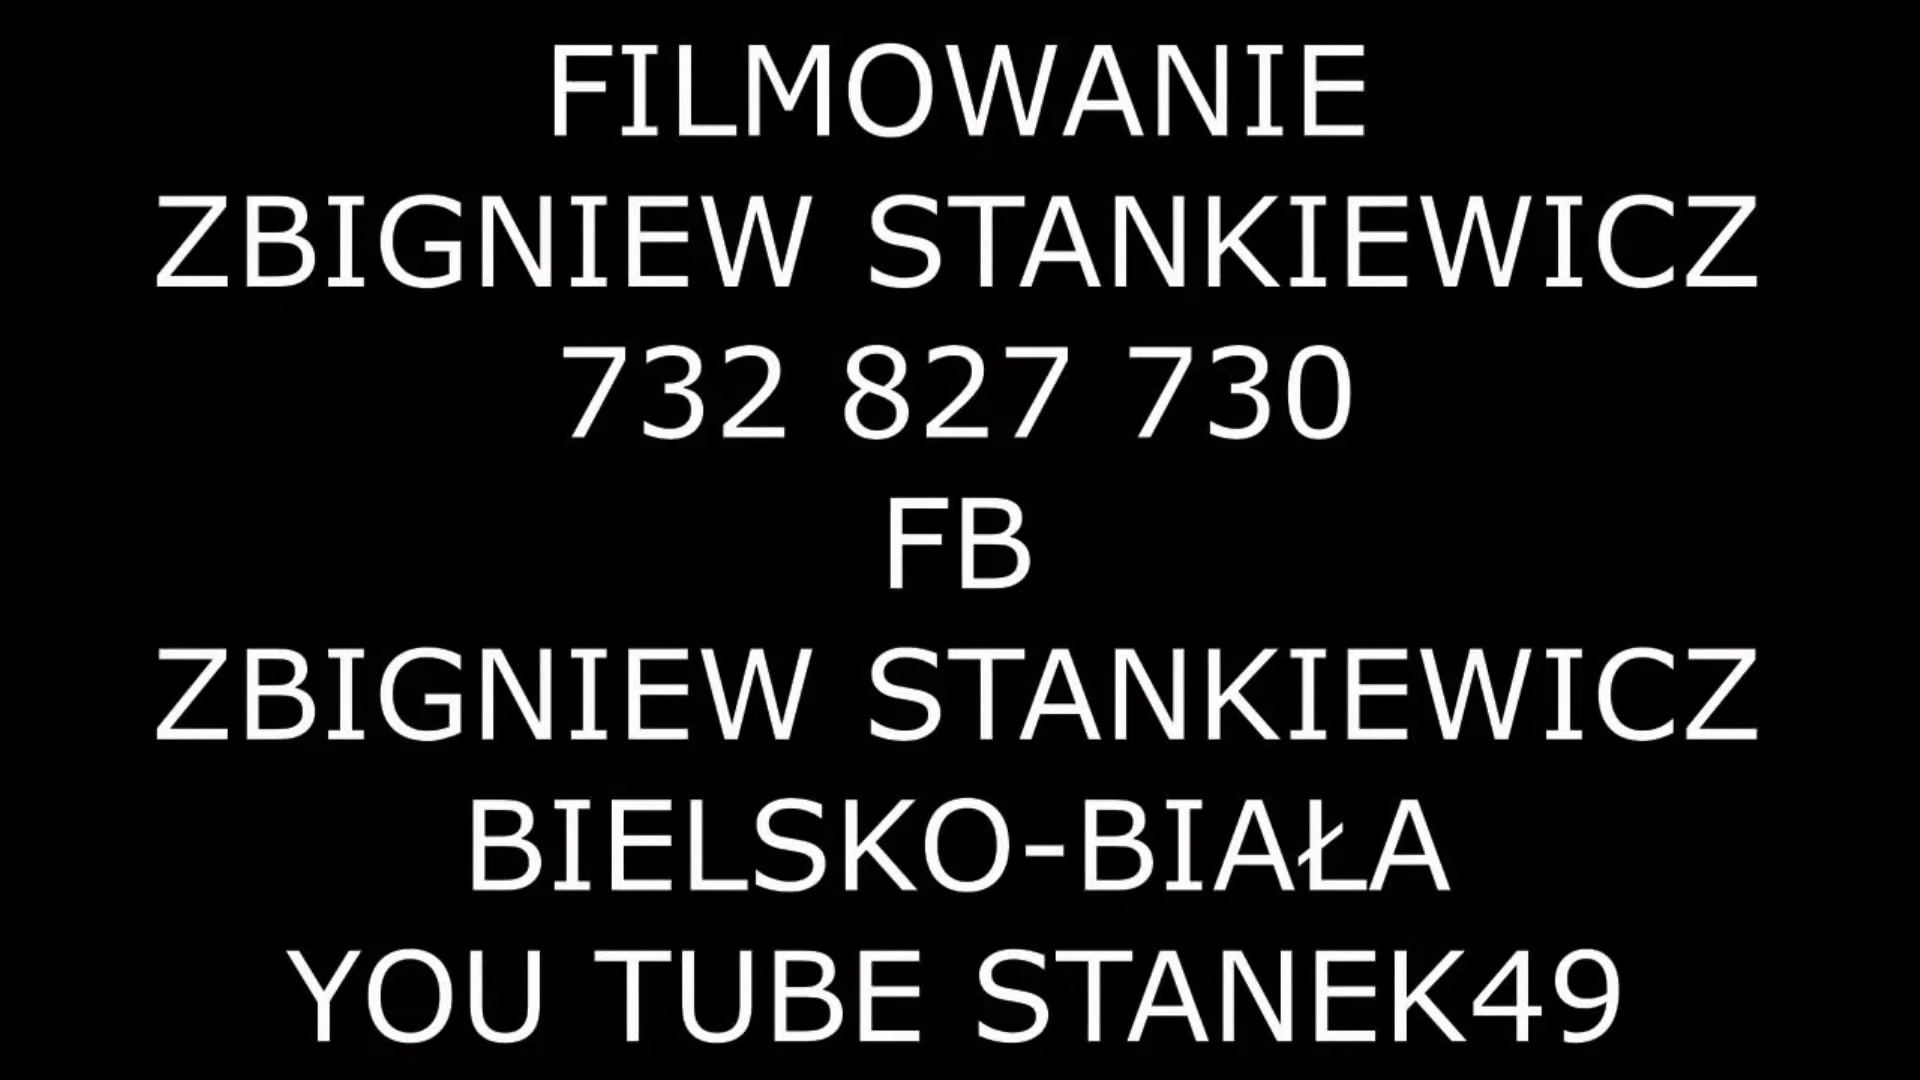 FILMOWANIE
ZBIGNIEW STANKIEWICZ
732 827 730
FB
ZBIGNIEW STANKIEWICZ
BIELSKO-BIAŁA
YOU TUBE STANEK49